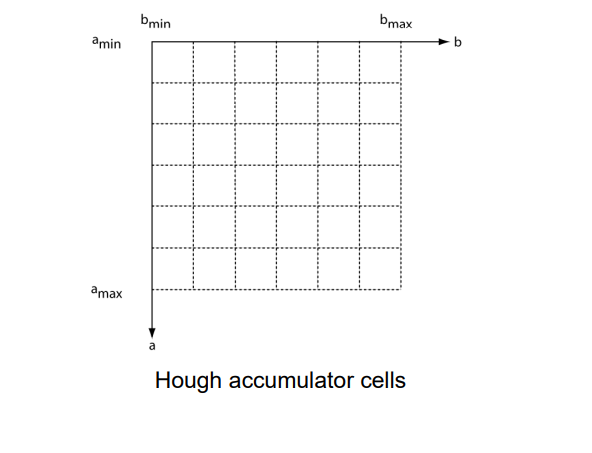 bmin bmax
amin b
amax
a
Hough accumulator cells